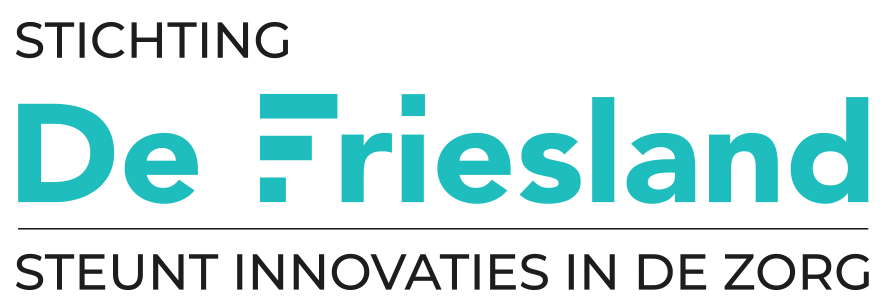 STICHTING
De Friesland
STEUNT INNOVATIES IN DE ZORG